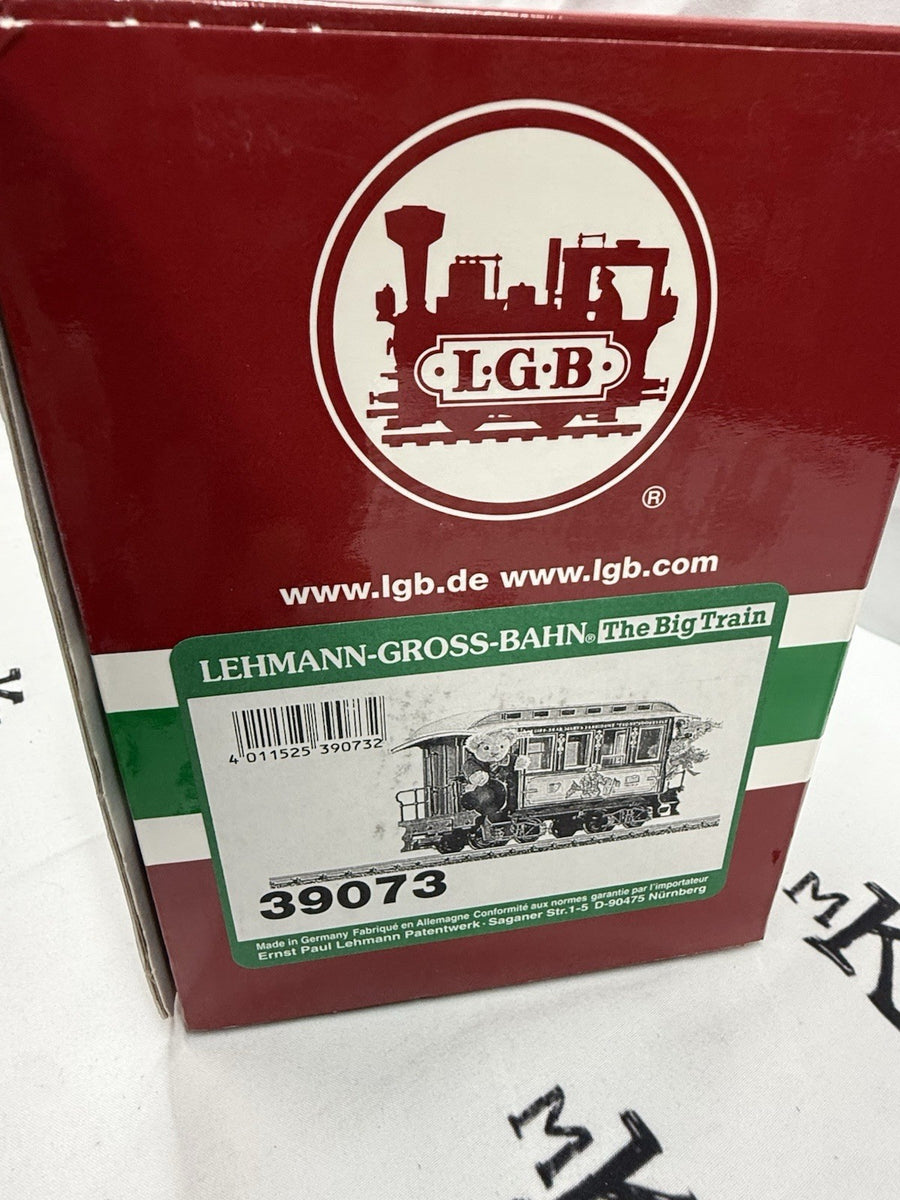 L·G·B
®
www.lgb.de www.lgb.com
LEHMANN-GROSS-BAHN® The Big Train
4 011525 390732
39073
Made in Germany Fabriqué en Allemagne Conformité aux normes garantie par l'importateur
Ernst Paul Lehmann Patentwerk · Saganer Str.1-5 D-90475 Nürnberg
MK
MK